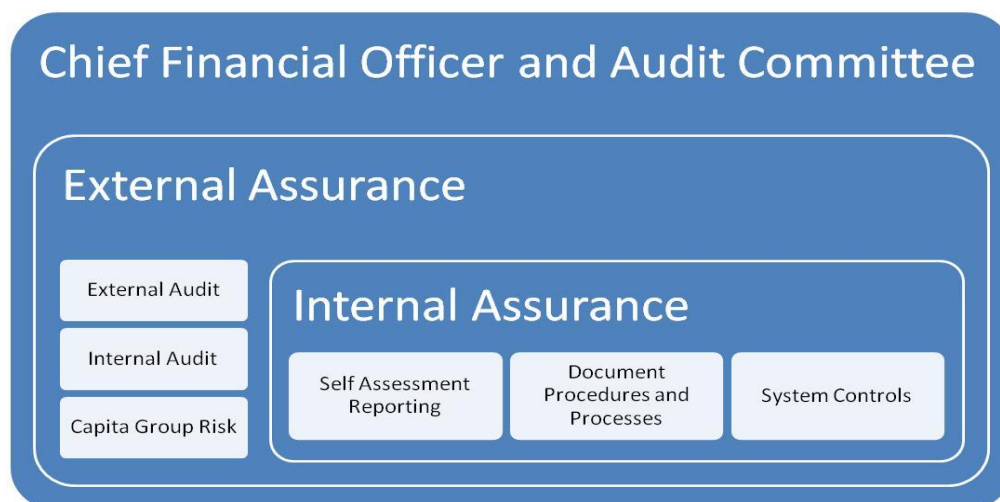 Chief Financial Officer and Audit Committee
External Assurance
External Audit
Internal Audit
Capita Group Risk
Internal Assurance
Self Assessment
Reporting
Document
Procedures and
Processes
System Controls